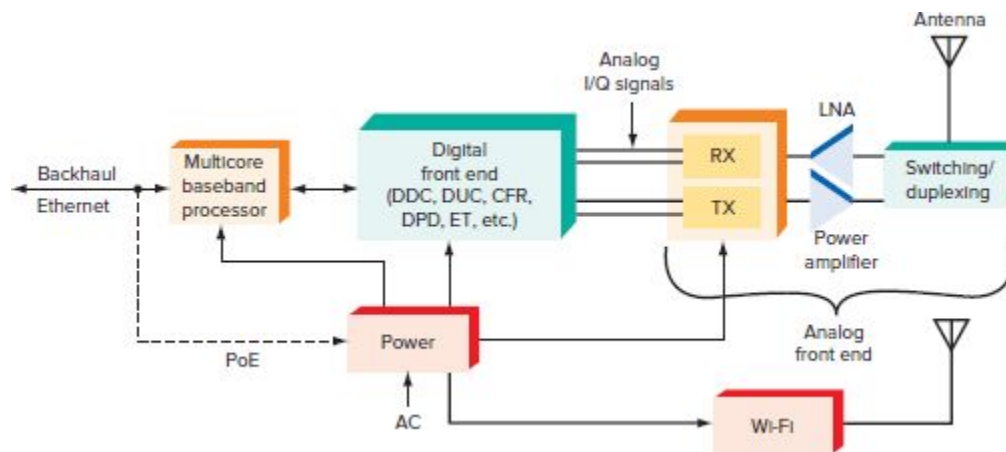 Antenna
Analog
I/Q signals
LNA
Backhaul
Ethernet
Multicore
baseband
processor
Digital
front end
(DDC, DUC, CFR,
DPD, ET, etc.)
RX
TX
Switching/
duplexing
Power
amplifier
Power
PoE
AC
Analog
front end
Wi-Fi